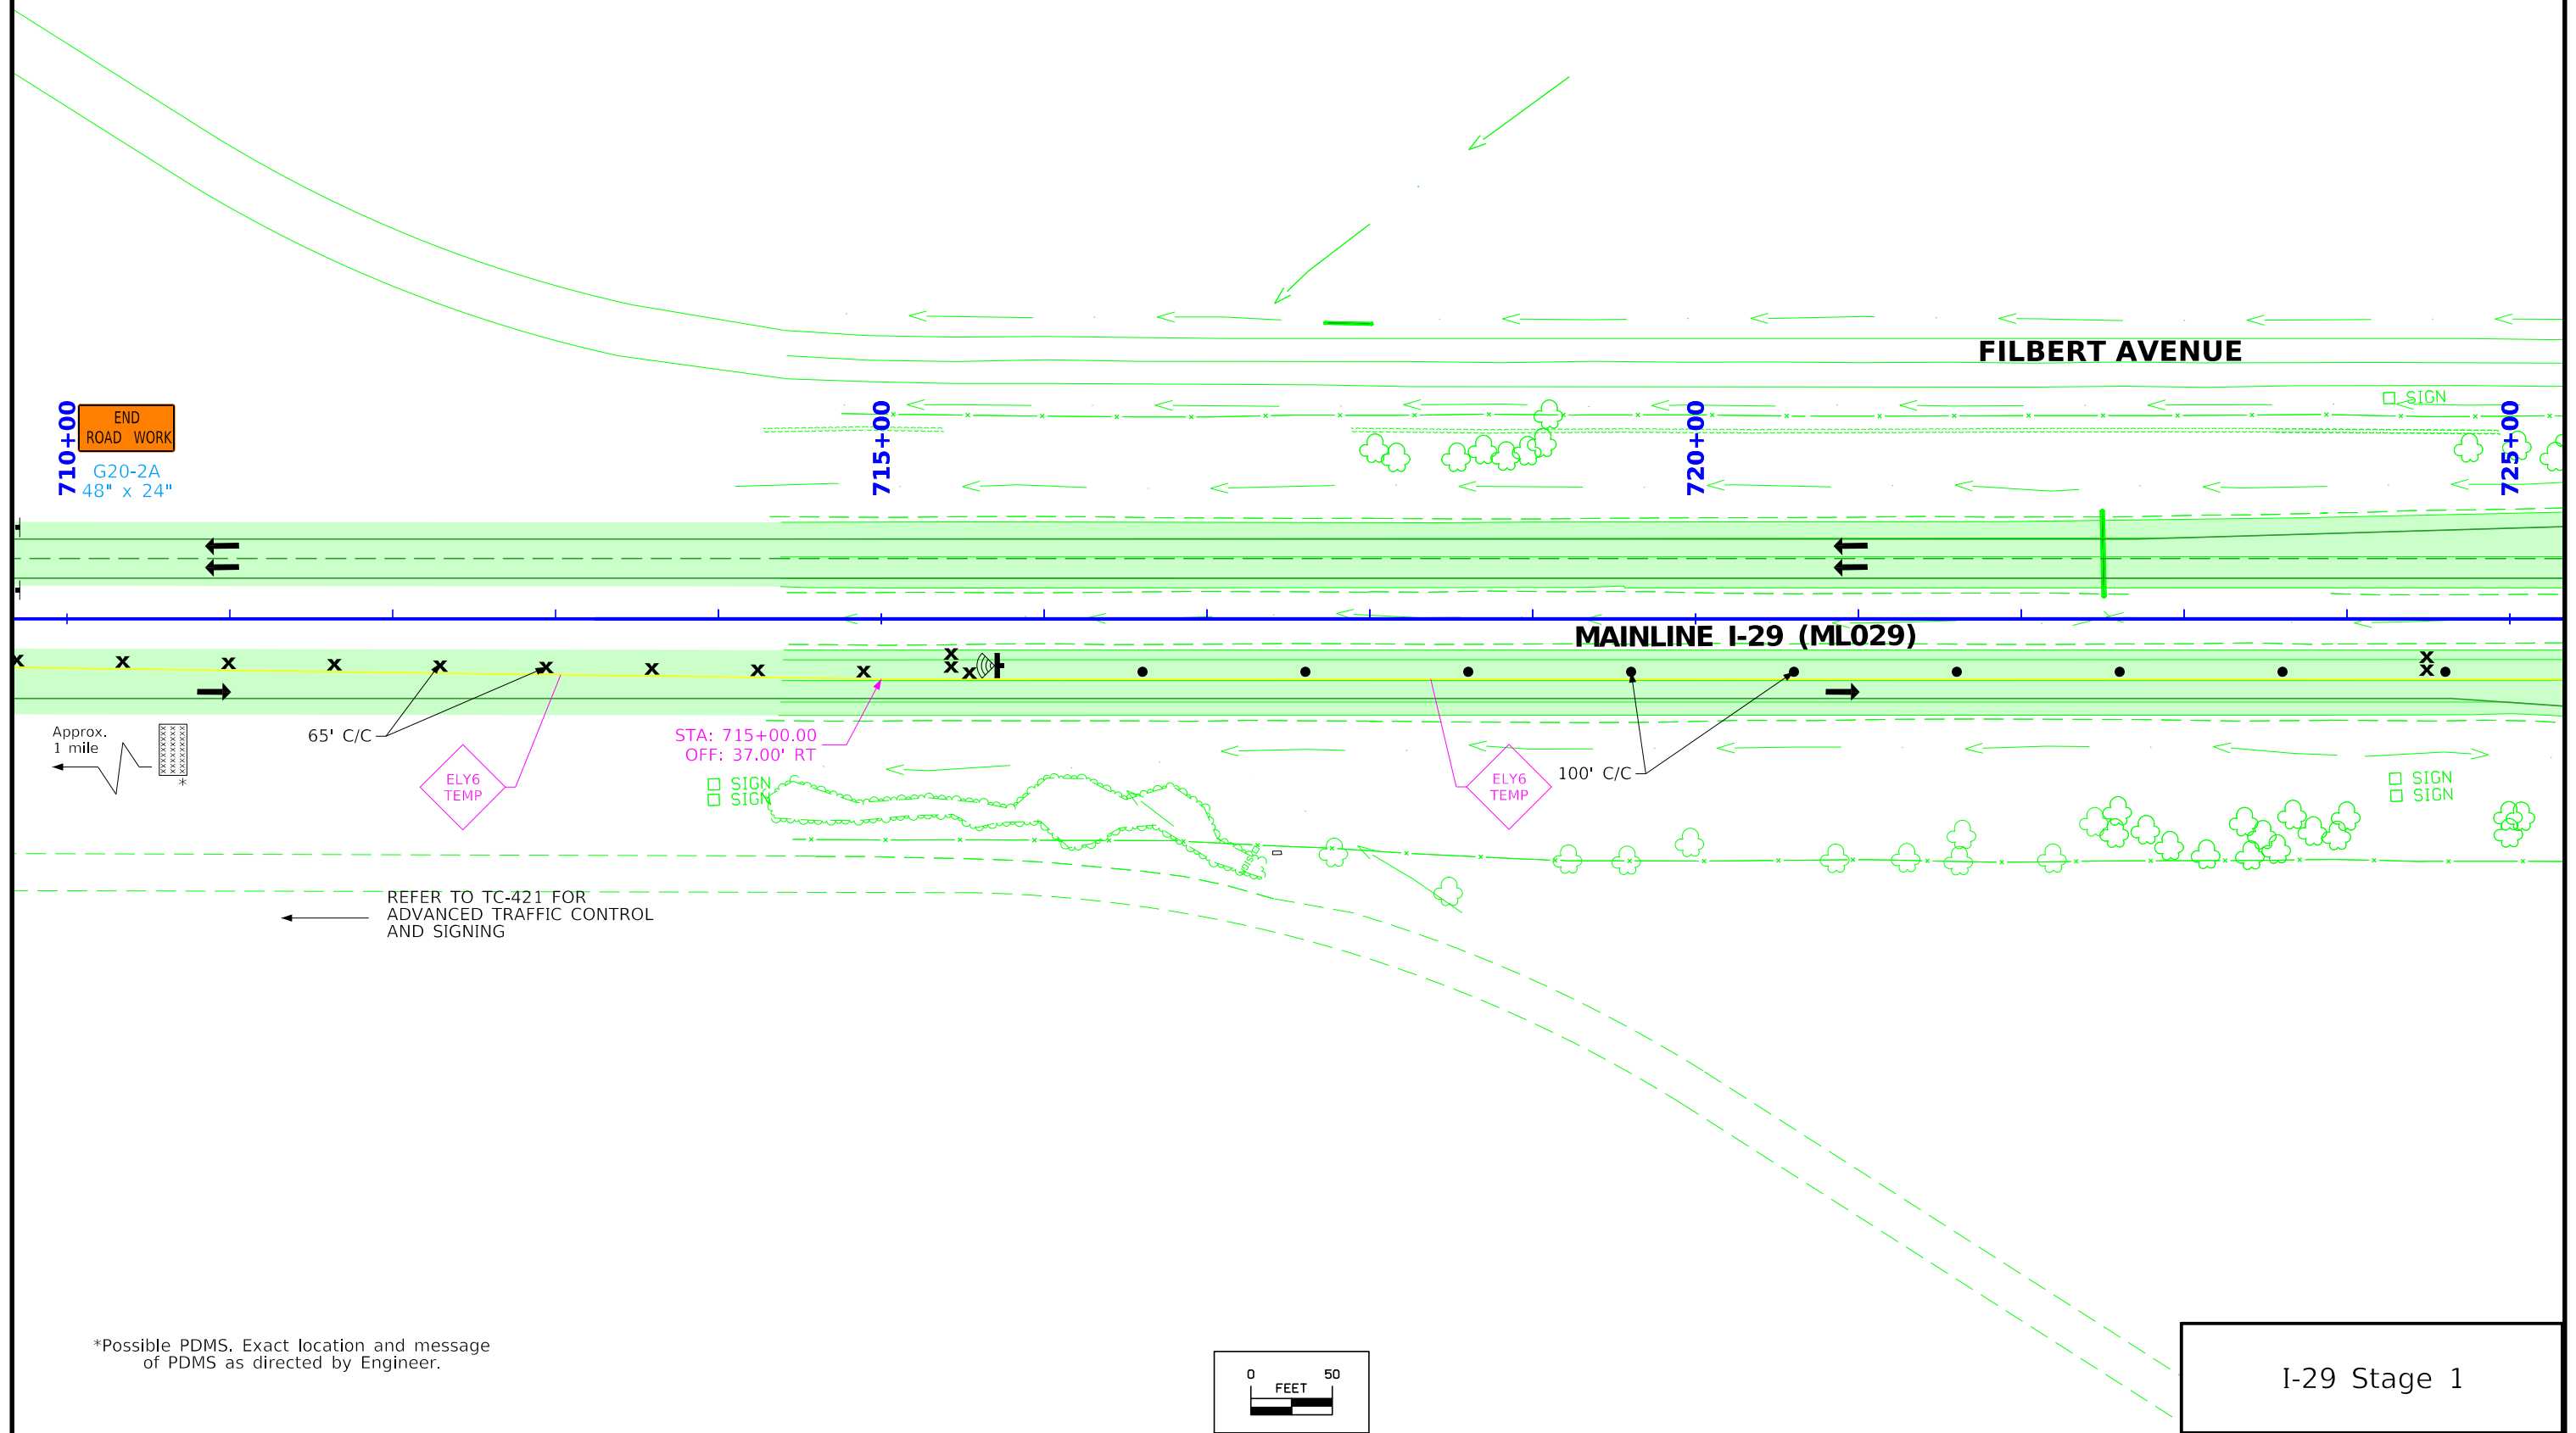 FILBERT AVENUE
SIGN
710+00
END
ROAD WORK
G20-2A
48" x 24"
715+00
720+00
725+00
MAINLINE I-29 (ML029)
Approx.
1 mile
*
65' C/C
ELY6
TEMP
STA: 715+00.00
OFF: 37.00' RT
SIGN
SIGN
ELY6
TEMP
100' C/C
SIGN
SIGN
REFER TO TC-421 FOR
ADVANCED TRAFFIC CONTROL
AND SIGNING
*Possible PDMS. Exact location and message
of PDMS as directed by Engineer.
0 50
FEET
I-29 Stage 1